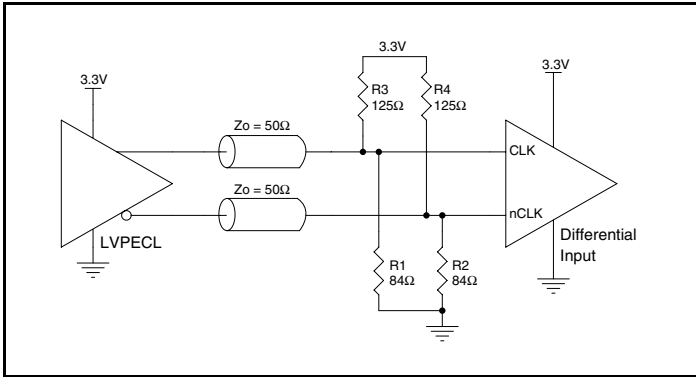 3.3V
3.3V
3.3V
R3
125Ω
R4
125Ω
Zo = 50Ω
CLK
Zo = 50Ω
nCLK
LVPECL
Differential
Input
R1
84Ω
R2
84Ω